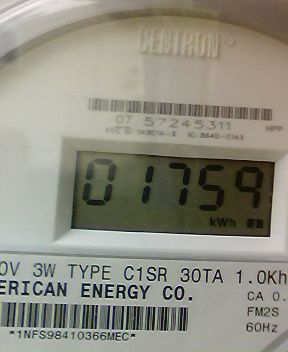 CENTRON®
07 57245311
01759
kWh
0V 3W TYPE C1SR 30TA 1.0Kh
ERICAN ENERGY CO.
CA 0.
FM2S
60Hz
*1NFS98410366MEC*